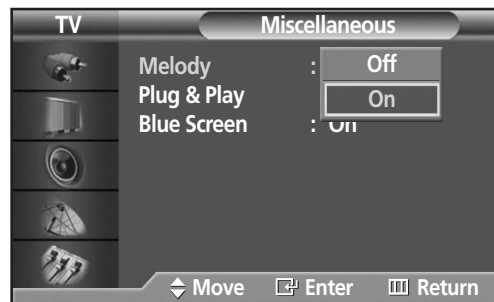 TV
Miscellaneous
Melody : Off
Plug & Play On
Blue Screen : On
Move Enter Return